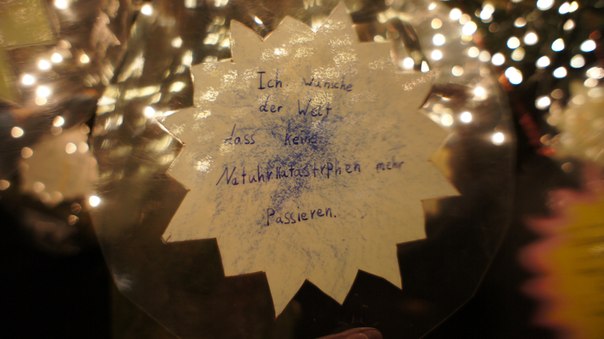 Ich wünsche
der Welt
dass keine
Natuhrkatastrphen mehr
Passieren.